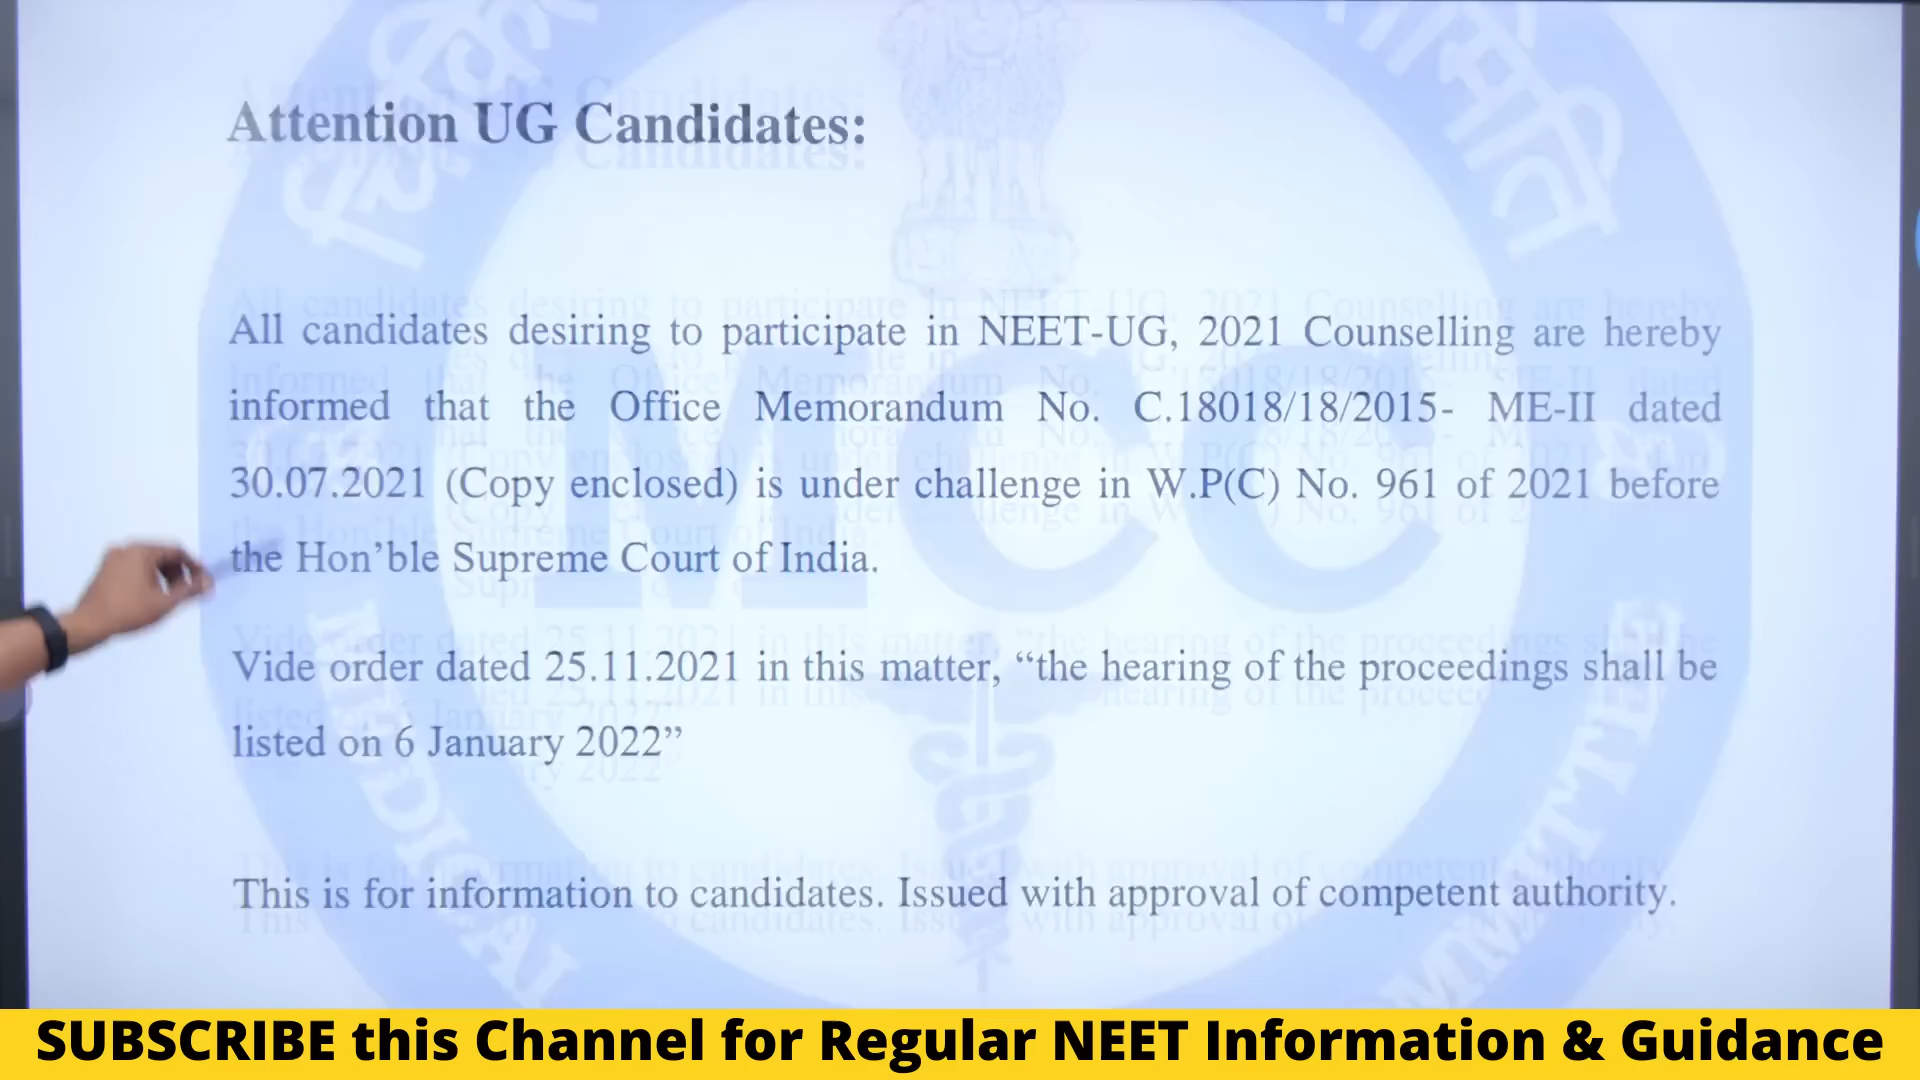 Attention UG Candidates:
All candidates desiring to participate in NEET-UG, 2021 Counselling are hereby
informed that the Office Memorandum No. C.18018/18/2015- ME-II dated
30.07.2021 (Copy enclosed) is under challenge in W.P(C) No. 961 of 2021 before
the Hon’ble Supreme Court of India.
Vide order dated 25.11.2021 in this matter, “the hearing of the proceedings shall be
listed on 6 January 2022”
This is for information to candidates. Issued with approval of competent authority.
MCC
MEDICAL
समिति
SUBSCRIBE this Channel for Regular NEET Information & Guidance